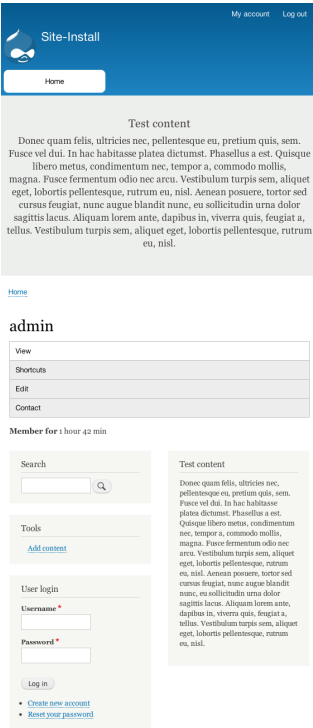 My account Log out
Site-Install
Home
Test content
Donec quam felis, ultricies nec, pellentesque eu, pretium quis, sem.
Fusce vel dui. In hac habitasse platea dictumst. Phasellus a est. Quisque
libero metus, condimentum nec, tempor a, commodo mollis,
magna. Fusce fermentum odio nec arcu. Vestibulum turpis sem, aliquet
eget, lobortis pellentesque, rutrum eu, nisl. Aenean posuere, tortor sed
cursus feugiat, nunc augue blandit nunc, eu sollicitudin urna dolor
sagittis lacus. Aliquam lorem ante, dapibus in, viverra quis, feugiat a,
tellus. Vestibulum turpis sem, aliquet eget, lobortis pellentesque, rutrum
eu, nisl.
Home
admin
View
Shortcuts
Edit
Contact
Member for 1 hour 42 min
Search
Tools
Add content
User login
Username *
Password *
Log in
Create new account
Reset your password
Test content
Donec quam felis, ultricies nec,
pellentesque eu, pretium quis, sem.
Fusce vel dui. In hac habitasse
platea dictumst. Phasellus a est.
Quisque libero metus, condimentum
nec, tempor a, commodo mollis,
magna. Fusce fermentum odio nec
arcu. Vestibulum turpis sem, aliquet
eget, lobortis pellentesque, rutrum
eu, nisl. Aenean posuere, tortor sed
cursus feugiat, nunc augue blandit
nunc, eu sollicitudin urna dolor
sagittis lacus. Aliquam lorem ante,
dapibus in, viverra quis, feugiat a,
tellus. Vestibulum turpis sem, aliquet
eget, lobortis pellentesque, rutrum
eu, nisl.